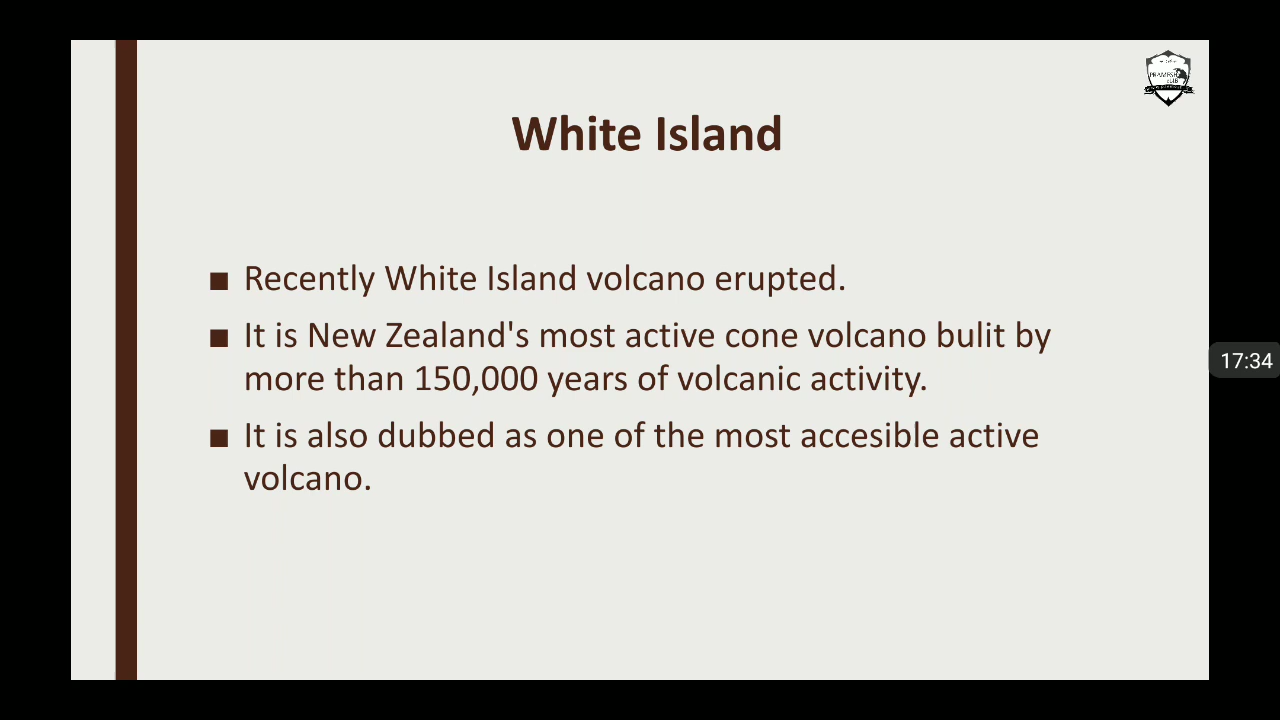 PRAMESH
White Island
■ Recently White Island volcano erupted.
■ It is New Zealand's most active cone volcano bulit by
more than 150,000 years of volcanic activity.
■ It is also dubbed as one of the most accesible active
volcano.
17:34